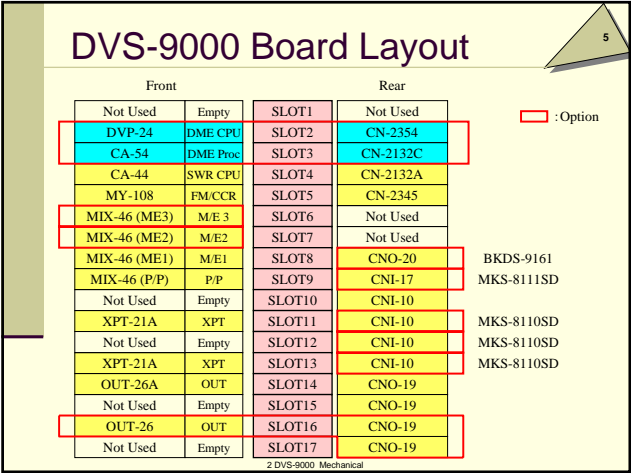 DVS-9000 Board Layout
5
Front Rear
Not Used Empty SLOT1 Not Used
:Option
DVP-24 DME CPU SLOT2 CN-2354
CA-54 DME Proc SLOT3 CN-2132C
CA-44 SWR CPU SLOT4 CN-2132A
MY-108 FM/CCR SLOT5 CN-2345
MIX-46 (ME3) M/E 3 SLOT6 Not Used
MIX-46 (ME2) M/E2 SLOT7 Not Used
MIX-46 (ME1) M/E1 SLOT8 CNO-20 BKDS-9161
MIX-46 (P/P) P/P SLOT9 CNI-17 MKS-8111SD
Not Used Empty SLOT10 CNI-10
XPT-21A XPT SLOT11 CNI-10 MKS-8110SD
Not Used Empty SLOT12 CNI-10 MKS-8110SD
XPT-21A XPT SLOT13 CNI-10 MKS-8110SD
OUT-26A OUT SLOT14 CNO-19
Not Used Empty SLOT15 CNO-19
OUT-26 OUT SLOT16 CNO-19
Not Used Empty SLOT17 CNO-19
2 DVS-9000 Mechanical